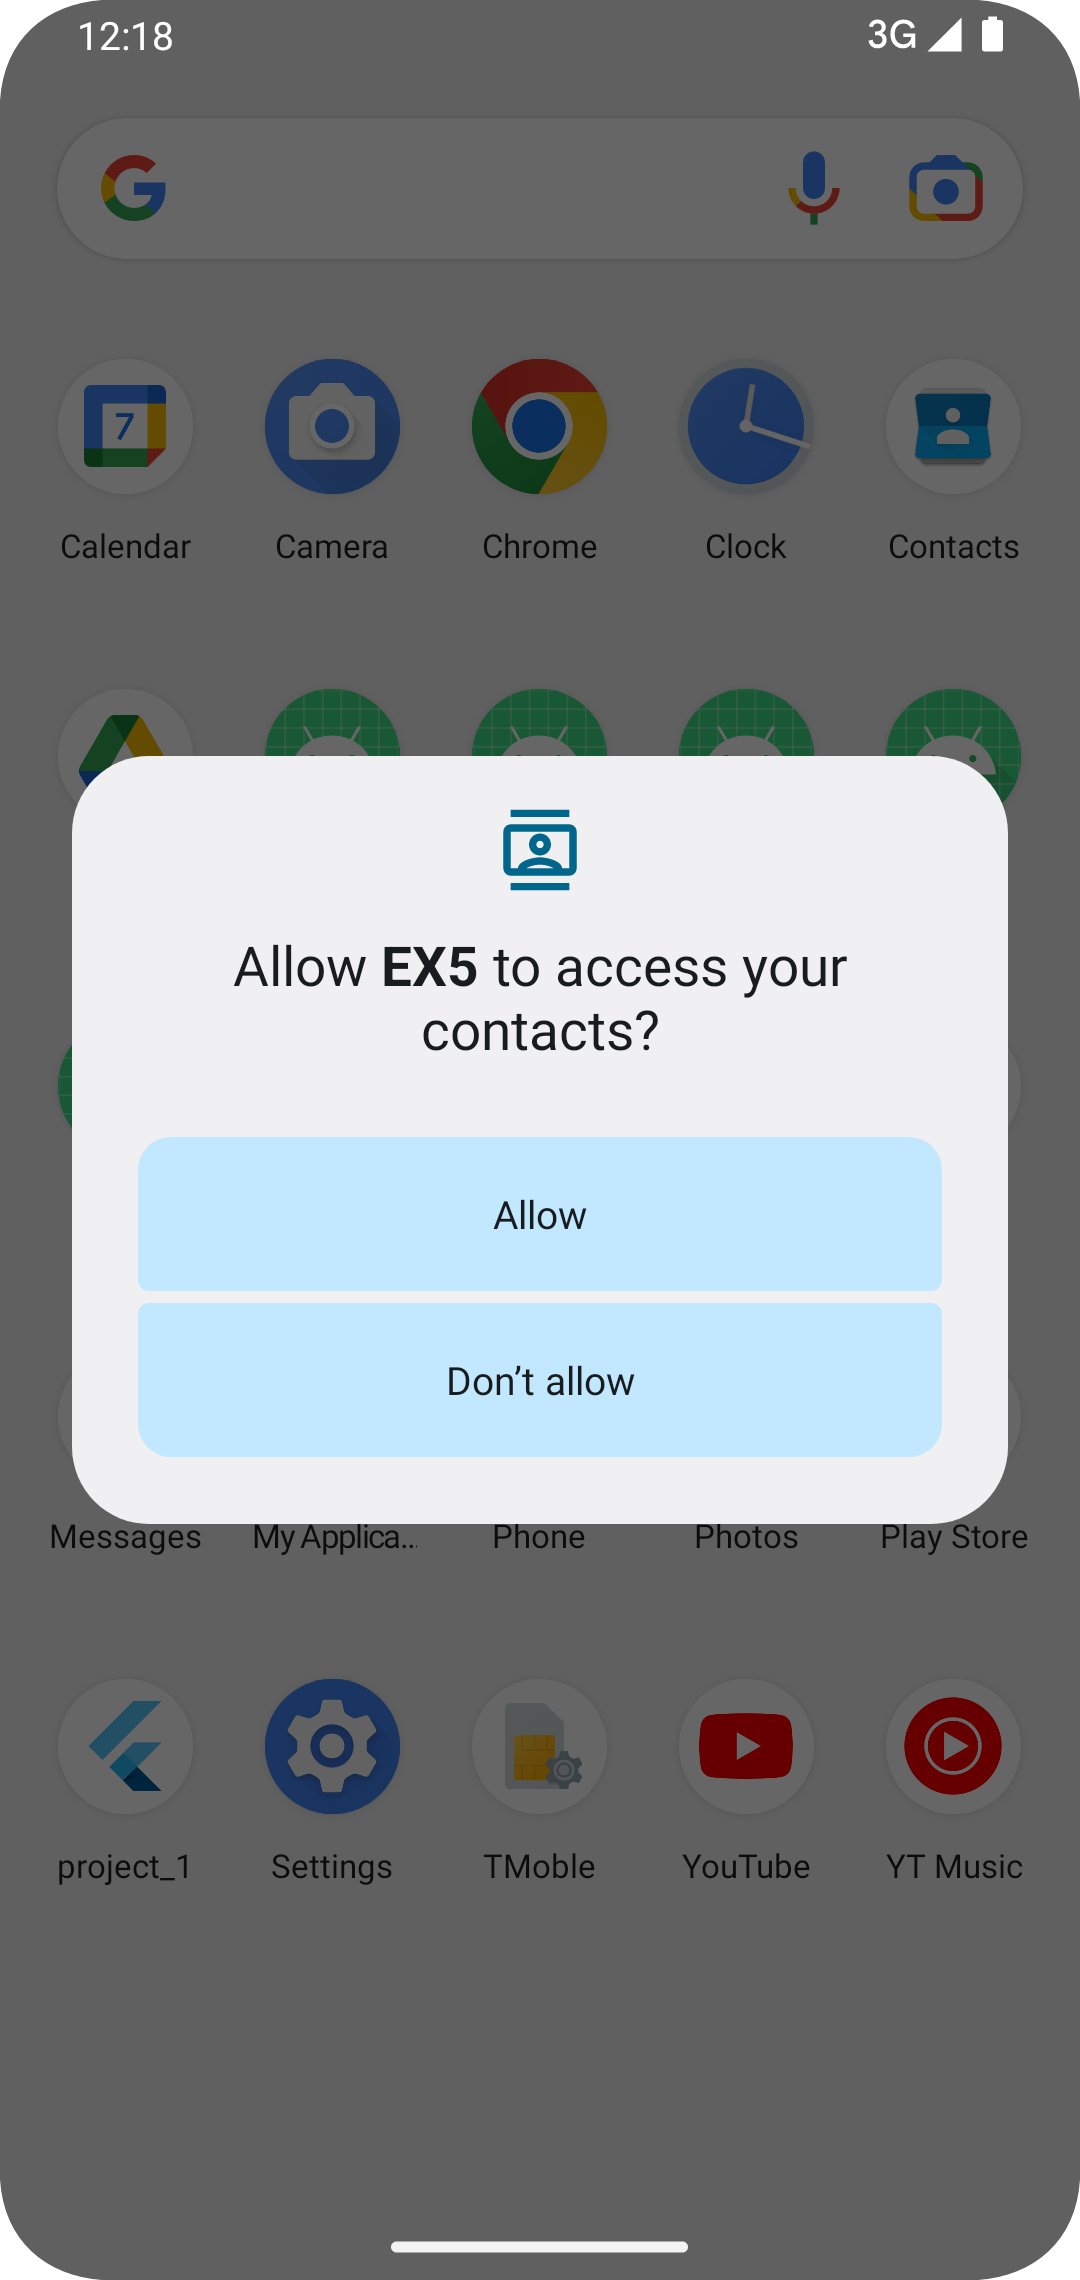 12:18
3G
Calendar
Camera
Chrome
Clock
Contacts
Allow EX5 to access your
contacts?
Allow
Don’t allow
Messages
My Applica...
Phone
Photos
Play Store
project_1
Settings
TMoble
YouTube
YT Music